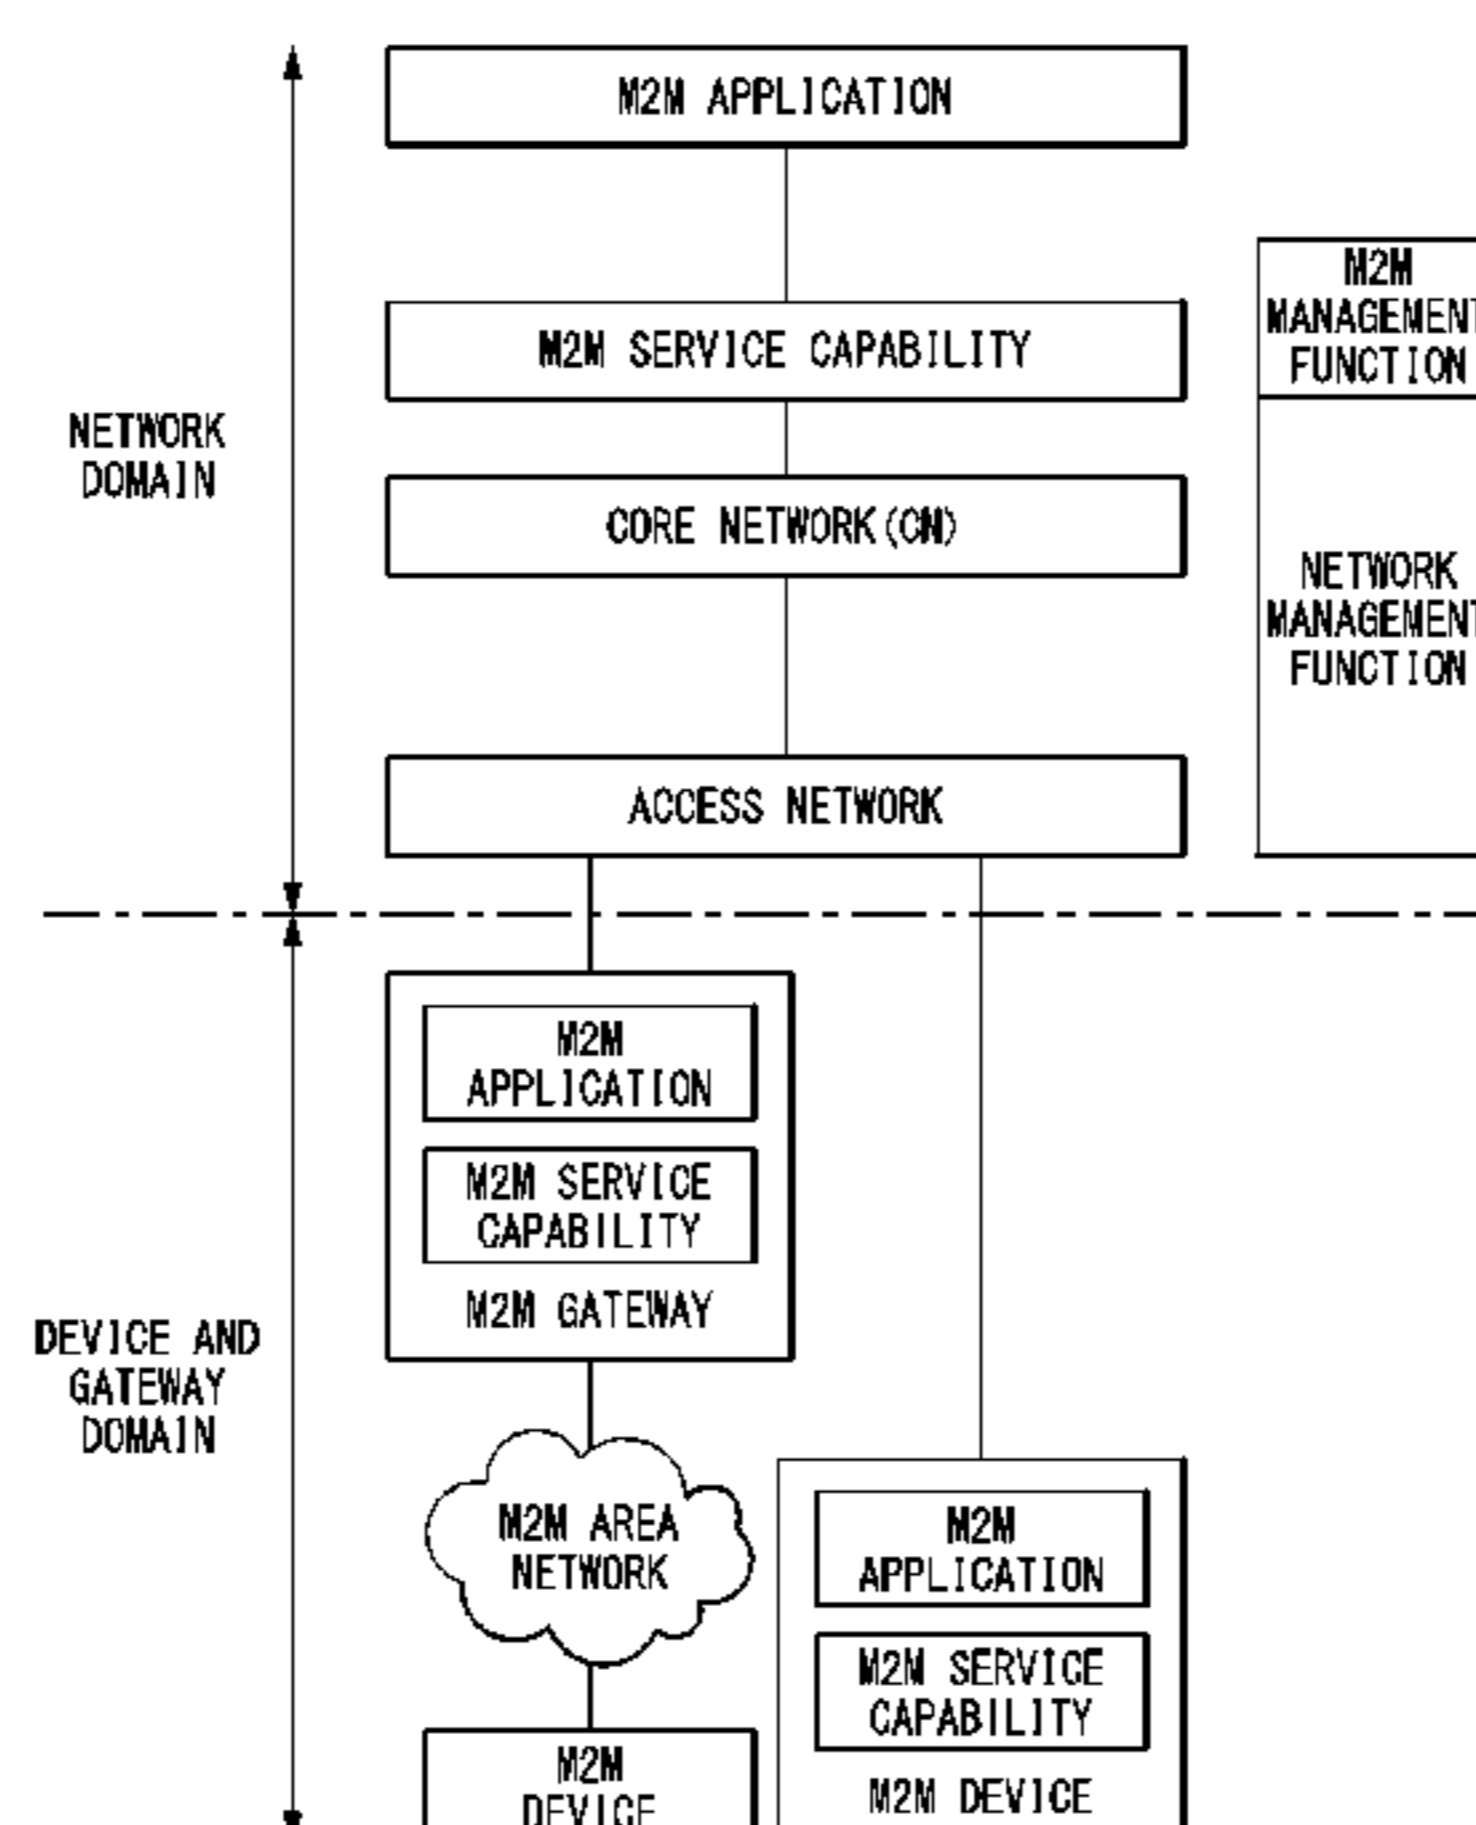 M2M APPLICATION
M2M
MANAGEMENT
FUNCTION
M2M SERVICE CAPABILITY
NETWORK
DOMAIN
CORE NETWORK(CN)
NETWORK
MANAGEMENT
FUNCTION
ACCESS NETWORK
M2M
APPLICATION
M2M SERVICE
CAPABILITY
M2M GATEWAY
DEVICE AND
GATEWAY
DOMAIN
M2M AREA
NETWORK
M2M
APPLICATION
M2M SERVICE
CAPABILITY
M2M DEVICE
M2M
DEVICE